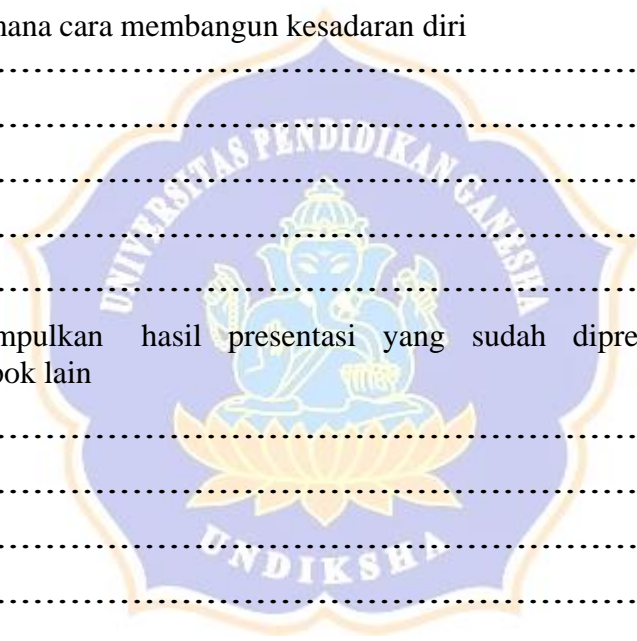 mana cara membangun kesadaran diri
................................................................
................................................................
................................................................
................................................................
................................................................
mpulkan hasil presentasi yang sudah dipre
ok lain
................................................................
................................................................
................................................................
................................................................
UNIVERSITAS PENDIDIKAN GANESHA
UNDIKSHA